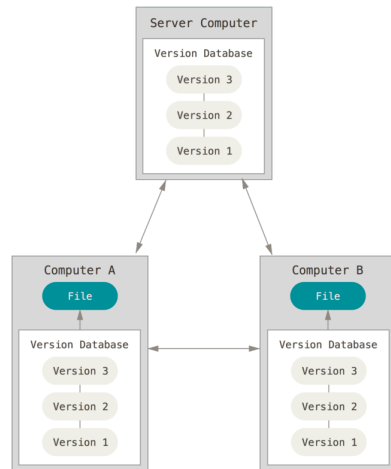 Server Computer
Version Database
Version 3
Version 2
Version 1
Computer A
File
Version Database
Version 3
Version 2
Version 1
Computer B
File
Version Database
Version 3
Version 2
Version 1